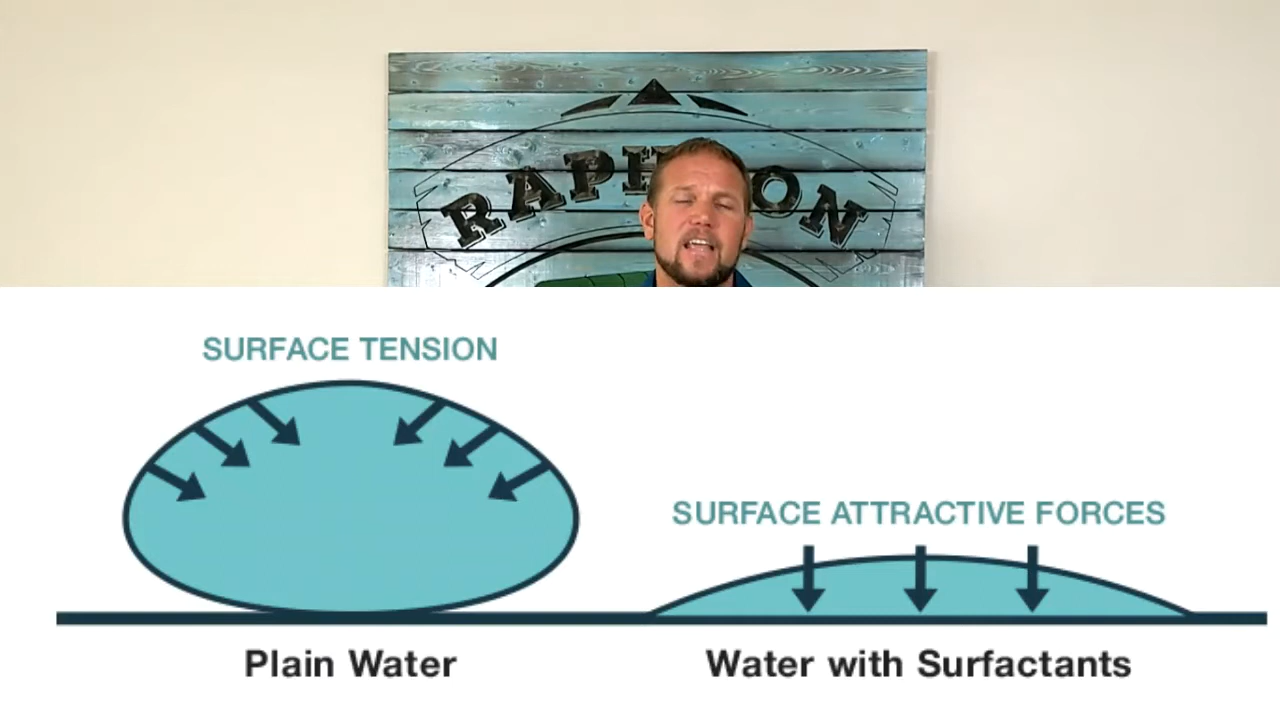 SURFACE TENSION
SURFACE ATTRACTIVE FORCES
Plain Water
Water with Surfactants